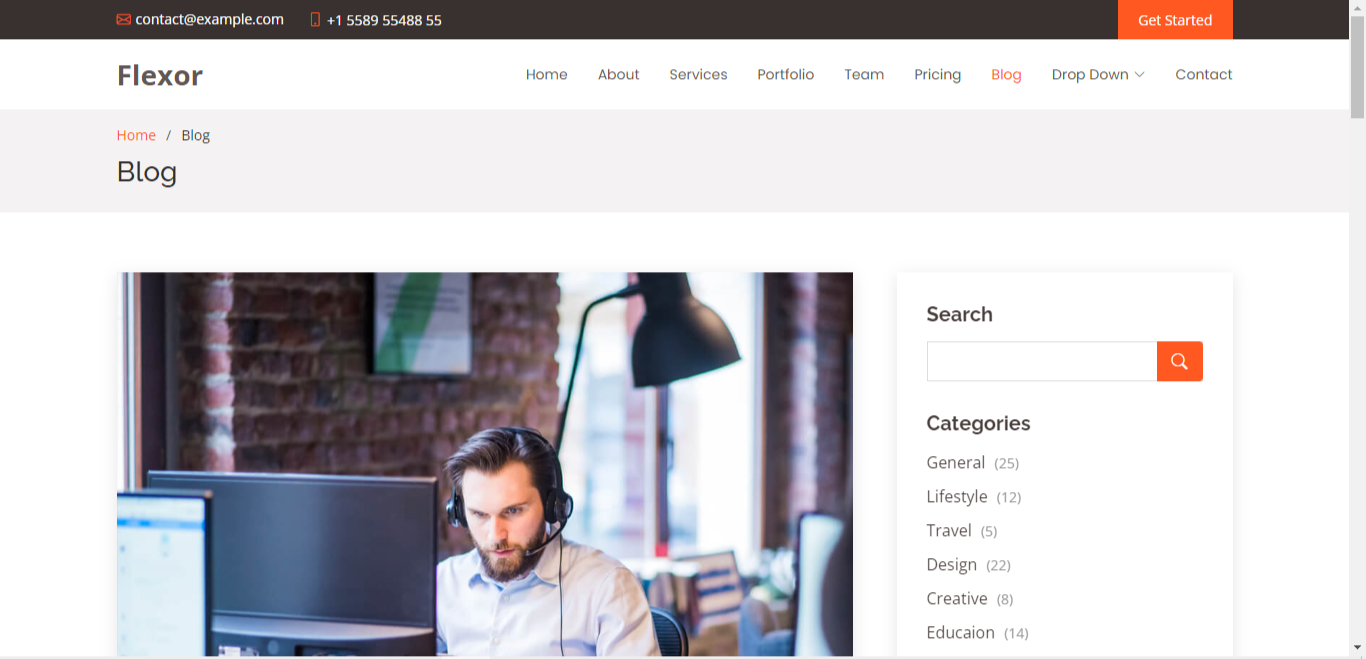 contact@example.com +1 5589 55488 55 Get Started
Flexor Home About Services Portfolio Team Pricing Blog Drop Down Contact
Home / Blog
Blog
Search
Categories
General (25)
Lifestyle (12)
Travel (5)
Design (22)
Creative (8)
Educaion (14)